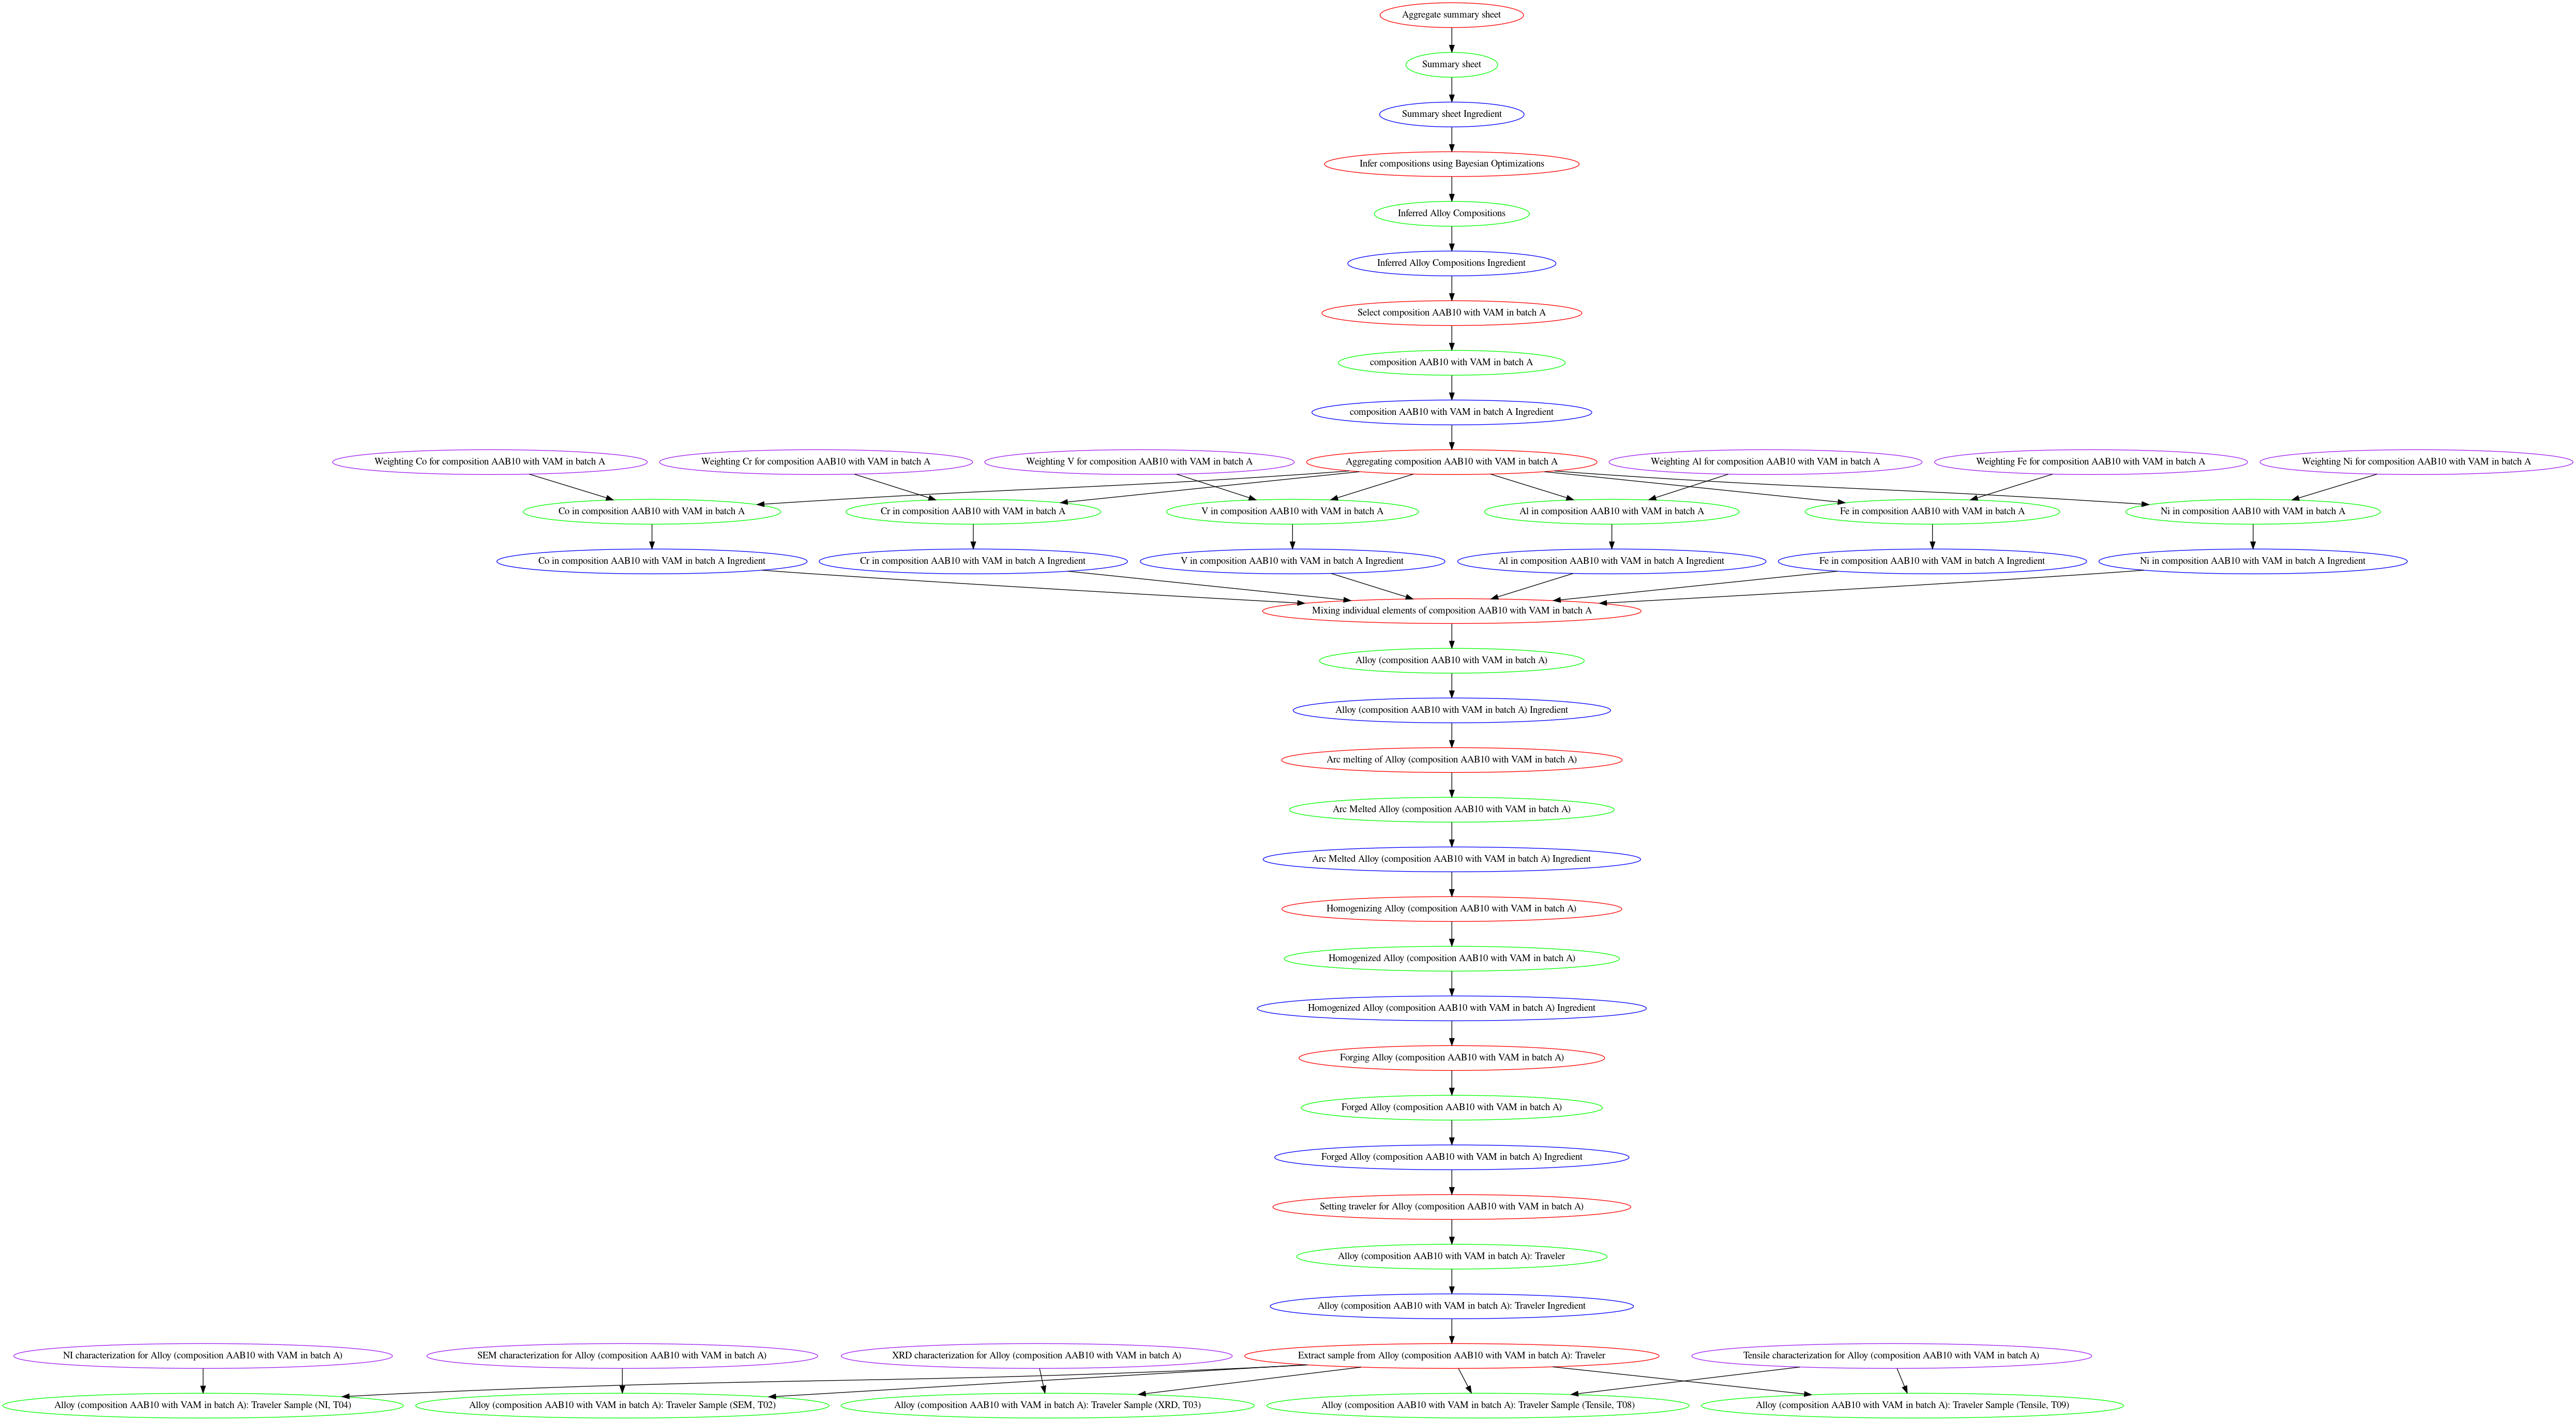 Aggregate summary sheet
Summary sheet
Summary sheet Ingredient
Infer compositions using Bayesian Optimizations
Inferred Alloy Compositions
Inferred Alloy Compositions Ingredient
Select composition AAB10 with VAM in batch A
composition AAB10 with VAM in batch A
composition AAB10 with VAM in batch A Ingredient
Weighting Co for composition AAB10 with VAM in batch A
Weighting Cr for composition AAB10 with VAM in batch A
Weighting V for composition AAB10 with VAM in batch A
Aggregating composition AAB10 with VAM in batch A
Weighting Al for composition AAB10 with VAM in batch A
Weighting Fe for composition AAB10 with VAM in batch A
Weighting Ni for composition AAB10 with VAM in batch A
Co in composition AAB10 with VAM in batch A
Cr in composition AAB10 with VAM in batch A
V in composition AAB10 with VAM in batch A
Al in composition AAB10 with VAM in batch A
Fe in composition AAB10 with VAM in batch A
Ni in composition AAB10 with VAM in batch A
Co in composition AAB10 with VAM in batch A Ingredient
Cr in composition AAB10 with VAM in batch A Ingredient
V in composition AAB10 with VAM in batch A Ingredient
Al in composition AAB10 with VAM in batch A Ingredient
Fe in composition AAB10 with VAM in batch A Ingredient
Ni in composition AAB10 with VAM in batch A Ingredient
Mixing individual elements of composition AAB10 with VAM in batch A
Alloy (composition AAB10 with VAM in batch A)
Alloy (composition AAB10 with VAM in batch A) Ingredient
Arc melting of Alloy (composition AAB10 with VAM in batch A)
Arc Melted Alloy (composition AAB10 with VAM in batch A)
Arc Melted Alloy (composition AAB10 with VAM in batch A) Ingredient
Homogenizing Alloy (composition AAB10 with VAM in batch A)
Homogenized Alloy (composition AAB10 with VAM in batch A)
Homogenized Alloy (composition AAB10 with VAM in batch A) Ingredient
Forging Alloy (composition AAB10 with VAM in batch A)
Forged Alloy (composition AAB10 with VAM in batch A)
Forged Alloy (composition AAB10 with VAM in batch A) Ingredient
Setting traveler for Alloy (composition AAB10 with VAM in batch A)
Alloy (composition AAB10 with VAM in batch A): Traveler
Alloy (composition AAB10 with VAM in batch A): Traveler Ingredient
NI characterization for Alloy (composition AAB10 with VAM in batch A)
SEM characterization for Alloy (composition AAB10 with VAM in batch A)
XRD characterization for Alloy (composition AAB10 with VAM in batch A)
Extract sample from Alloy (composition AAB10 with VAM in batch A): Traveler
Tensile characterization for Alloy (composition AAB10 with VAM in batch A)
Alloy (composition AAB10 with VAM in batch A): Traveler Sample (NI, T04)
Alloy (composition AAB10 with VAM in batch A): Traveler Sample (SEM, T02)
Alloy (composition AAB10 with VAM in batch A): Traveler Sample (XRD, T03)
Alloy (composition AAB10 with VAM in batch A): Traveler Sample (Tensile, T08)
Alloy (composition AAB10 with VAM in batch A): Traveler Sample (Tensile, T09)